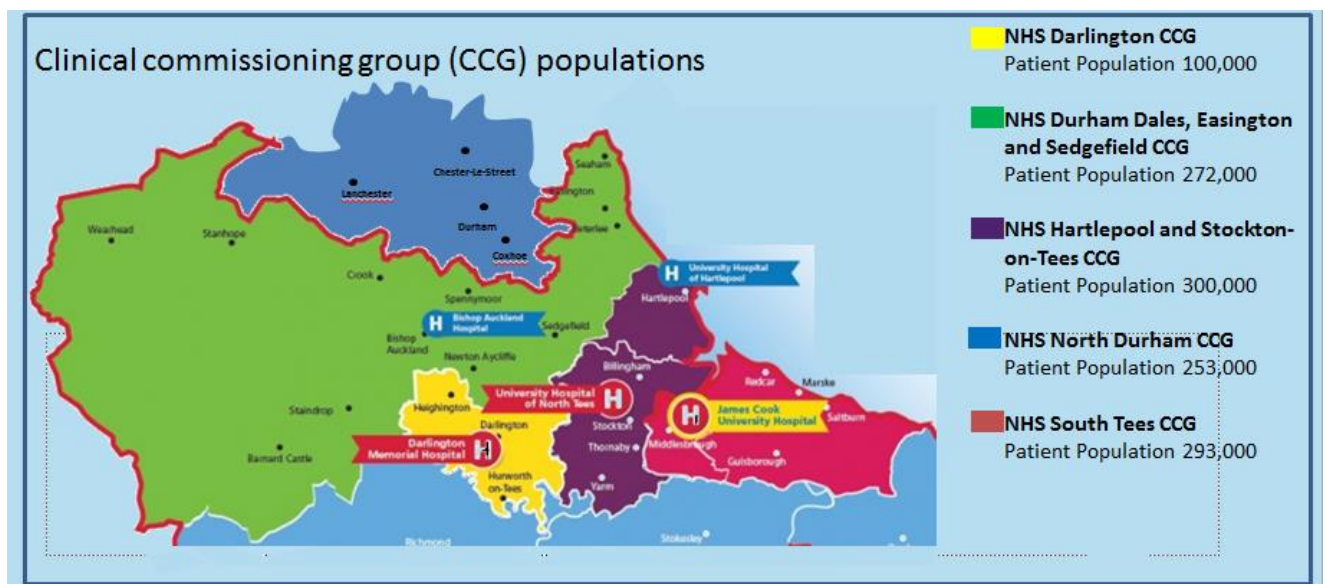 Clinical commissioning group (CCG) populations
NHS Darlington CCG
Patient Population 100,000
NHS Durham Dales, Easington
and Sedgefield CCG
Patient Population 272,000
NHS Hartlepool and Stockton-
on-Tees CCG
Patient Population 300,000
NHS North Durham CCG
Patient Population 253,000
NHS South Tees CCG
Patient Population 293,000
Seaham
Chester-Le-Street
Lanchester
Durham
Coxhoe
Wearhead
Stanhope
Crook
Spennymoor
H University Hospital
of Hartlepool
Hartlepool
H Bishop Auckland
Hospital
Sedgefield
Bishop
Auckland
Newton Aycliffe
Billingham
Redcar
Marske
Saltburn
University Hospital
of North Tees H
Heighington
H James Cook
University Hospital
Staindrop
Darlington
Stockton
Middlesbrough
Darlington
Memorial Hospital H
Thornaby
Guisborough
Barnard Castle
Hurworth
on-Tees
Yarm
Richmond
Stokesley